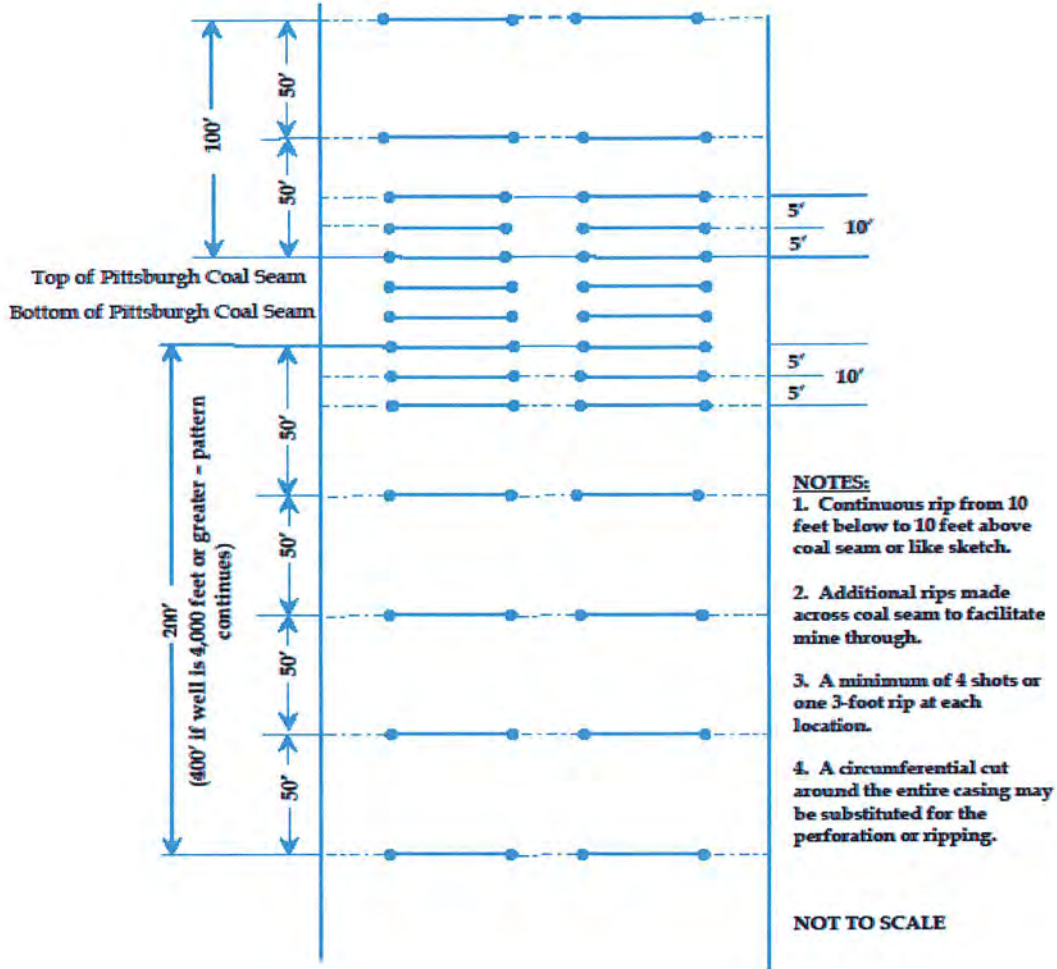 50'
100'
50'
5'
10'
5'
Top of Pittsburgh Coal Seam
Bottom of Pittsburgh Coal Seam
5'
10'
5'
50'
200'
(400' if well is 4,000 feet or greater – pattern
continues)
50'
50'
50'
NOTES:
1. Continuous rip from 10
feet below to 10 feet above
coal seam or like sketch.
2. Additional rips made
across coal seam to facilitate
mine through.
3. A minimum of 4 shots or
one 3-foot rip at each
location.
4. A circumferential cut
around the entire casing may
be substituted for the
perforation or ripping.
NOT TO SCALE